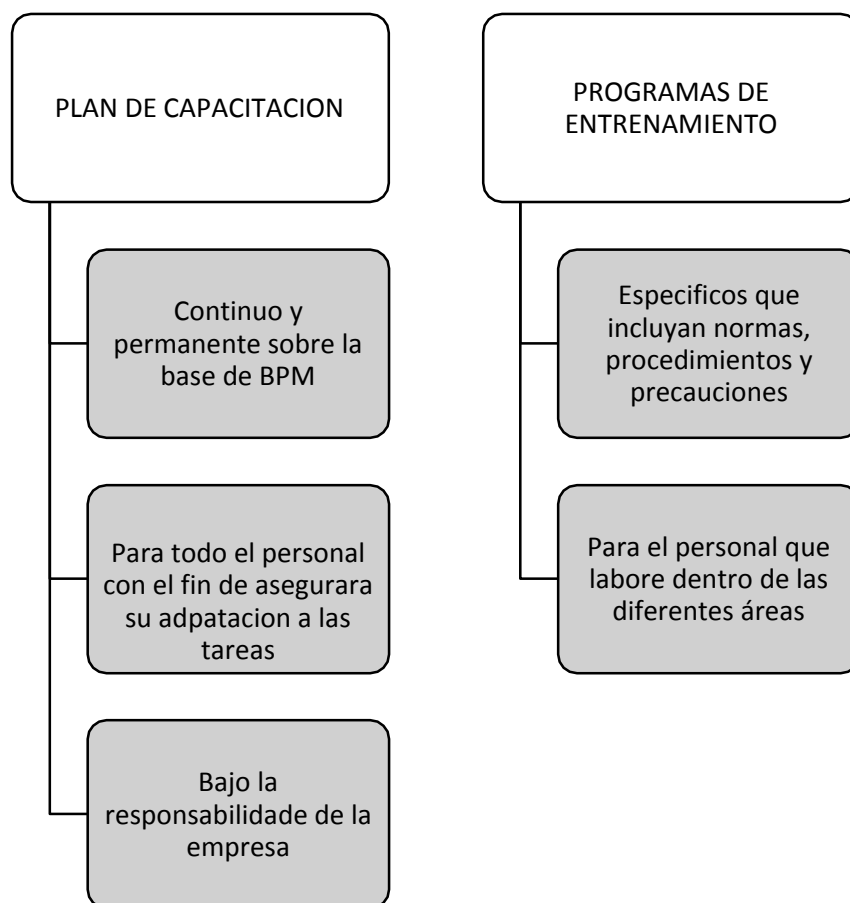 PLAN DE CAPACITACION
Continuo y
permanente sobre la
base de BPM
Para todo el personal
con el fin de asegurara
su adpatacion a las
tareas
Bajo la
responsabilidade de la
empresa
PROGRAMAS DE
ENTRENAMIENTO
Especificos que
incluyan normas,
procedimientos y
precauciones
Para el personal que
labore dentro de las
diferentes áreas